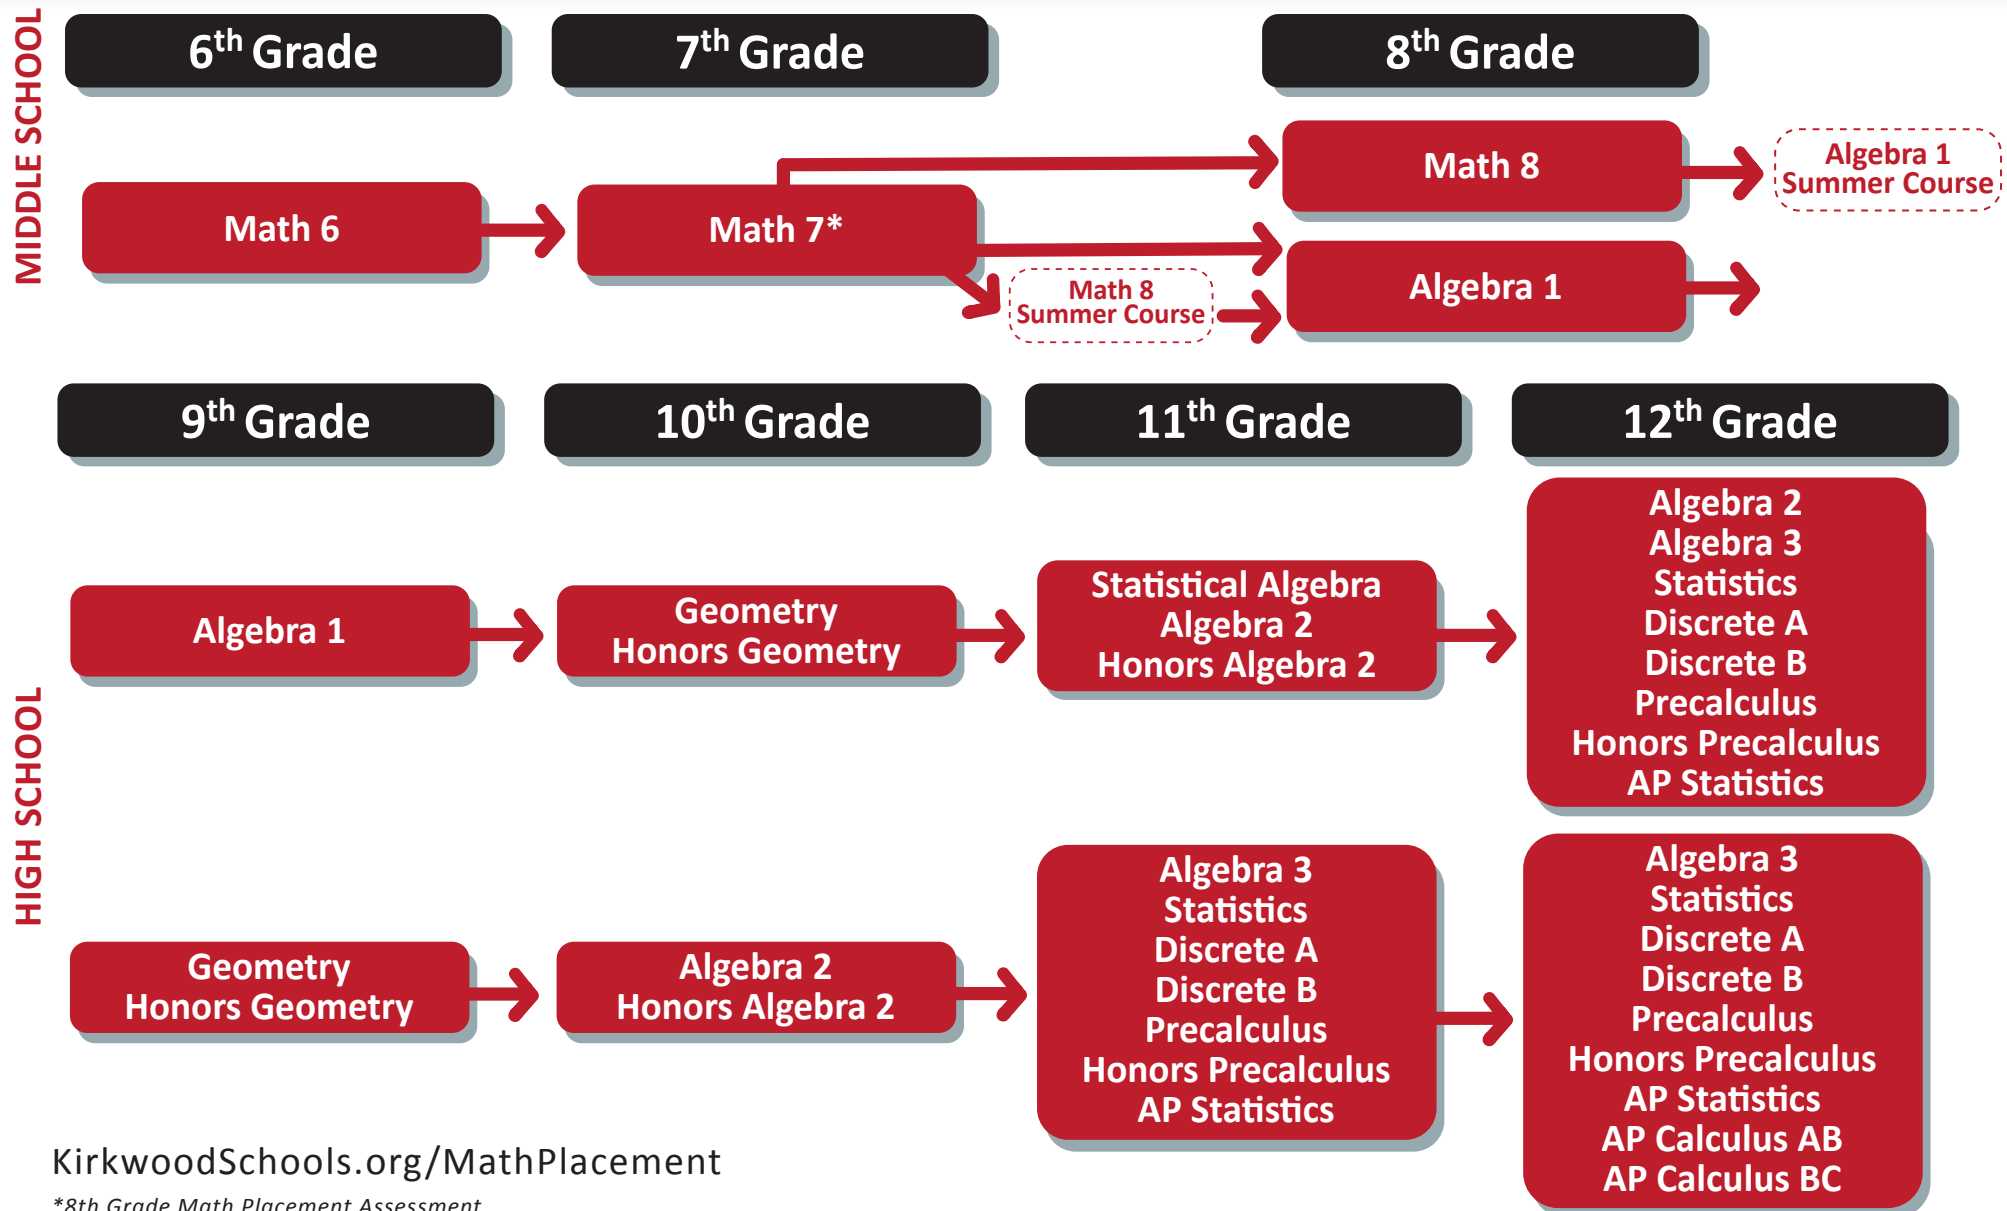 MIDDLE SCHOOL
6th Grade
7th Grade
8th Grade
Math 6
Math 7*
Math 8
Summer Course
Math 8
Algebra 1
Summer Course
Algebra 1
HIGH SCHOOL
9th Grade
10th Grade
11th Grade
12th Grade
Algebra 1
Geometry
Honors Geometry
Statistical Algebra
Algebra 2
Honors Algebra 2
Algebra 2
Algebra 3
Statistics
Discrete A
Discrete B
Precalculus
Honors Precalculus
AP Statistics
Geometry
Honors Geometry
Algebra 2
Honors Algebra 2
Algebra 3
Statistics
Discrete A
Discrete B
Precalculus
Honors Precalculus
AP Statistics
Algebra 3
Statistics
Discrete A
Discrete B
Precalculus
Honors Precalculus
AP Statistics
AP Calculus AB
AP Calculus BC
KirkwoodSchools.org/MathPlacement
*8th Grade Math Placement Assessment